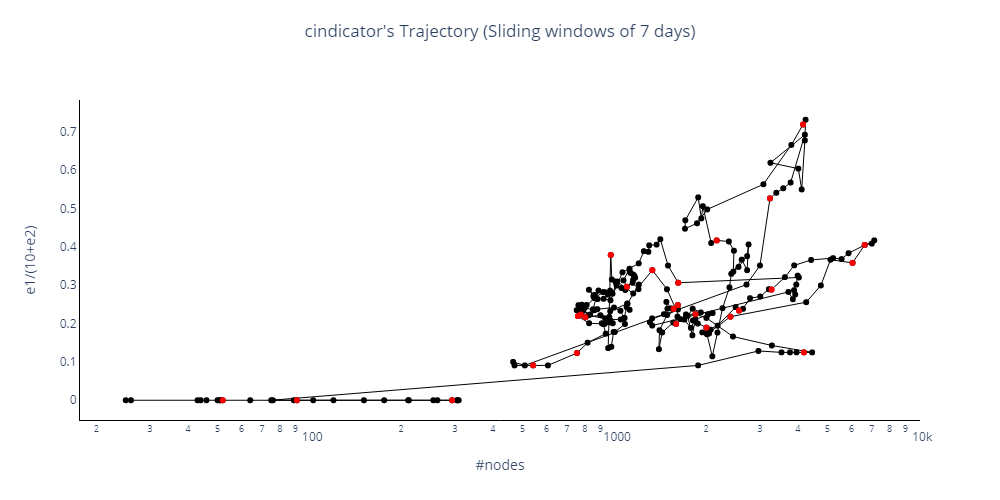 cindicator's Trajectory (Sliding windows of 7 days)
e1/(10+e2)
0.7
0.6
0.5
0.4
0.3
0.2
0.1
0
2 3 4 5 6 7 8 9 100 2 3 4 5 6 7 8 9 1000 2 3 4 5 6 7 8 9 10k
#nodes